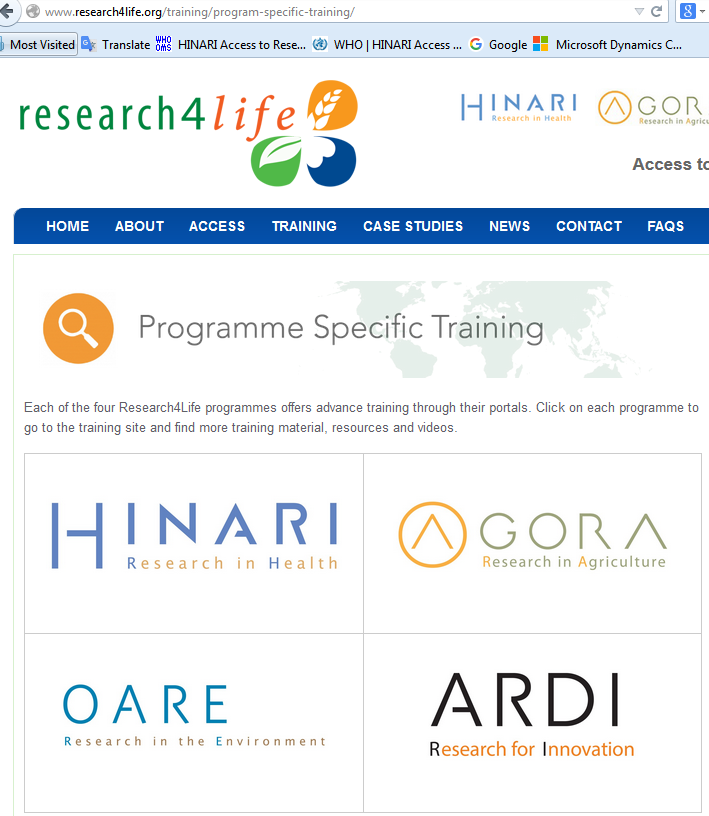 www.research4life.org/training/program-specific-training/
Most Visited Translate HINARI Access to Rese... WHO | HINARI Access ... Google Microsoft Dynamics C...
research4life
HINARI
Research in Health
AGOR
Research in Agricu
Access to
HOME ABOUT ACCESS TRAINING CASE STUDIES NEWS CONTACT FAQS
Programme Specific Training
Each of the four Research4Life programmes offers advance training through their portals. Click on each programme to
go to the training site and find more training material, resources and videos.
HINARI
Research in Health
AGORA
Research in Agriculture
OARE
Research in the Environment
ARDI
Research for Innovation